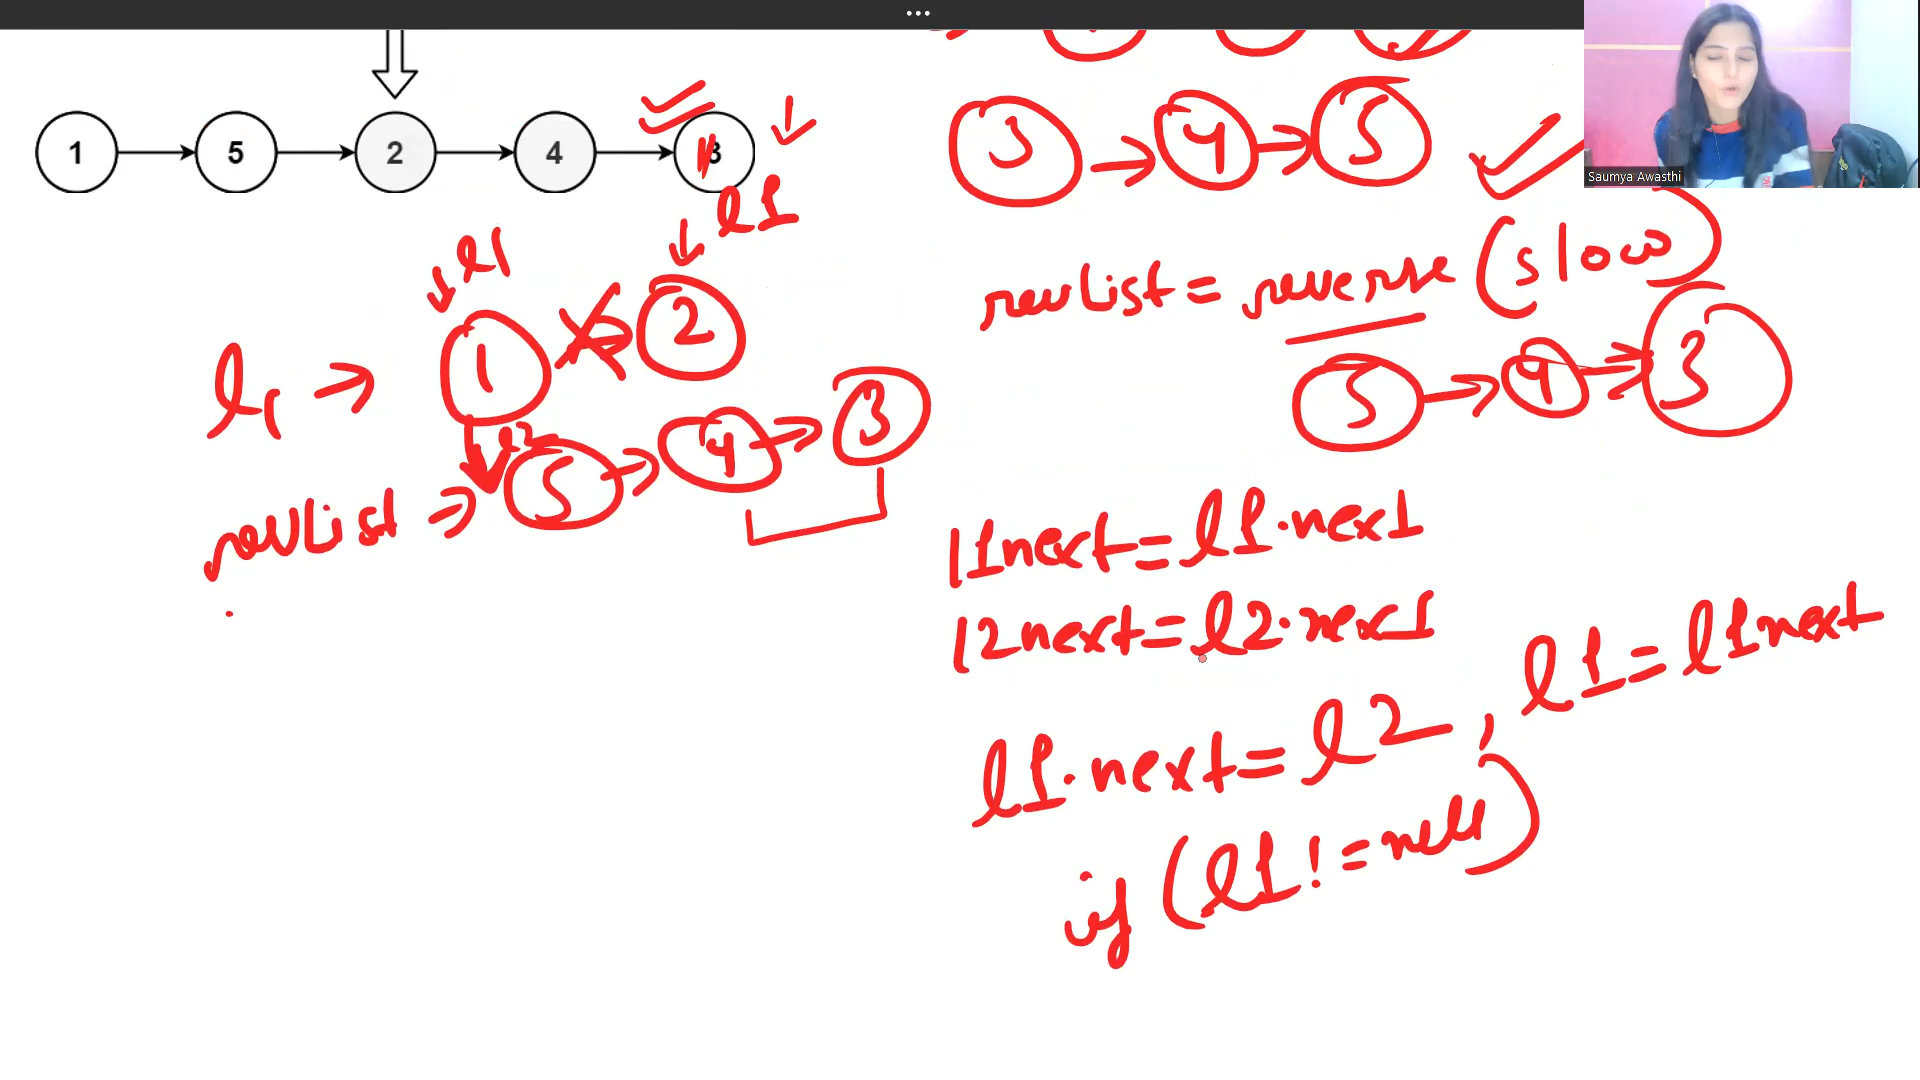 Saumya Awasthi
1 5 2 4 3
3 → 4 → 5
revList = reverse (slow)
5 → 4 → 3
l1
l1
l1 → 1 2
l2
revList → 5 → 4 → 3
l1next = l1.next
l2next = l2.next
l1.next = l2, l1 = l1next
if (l1 != null)